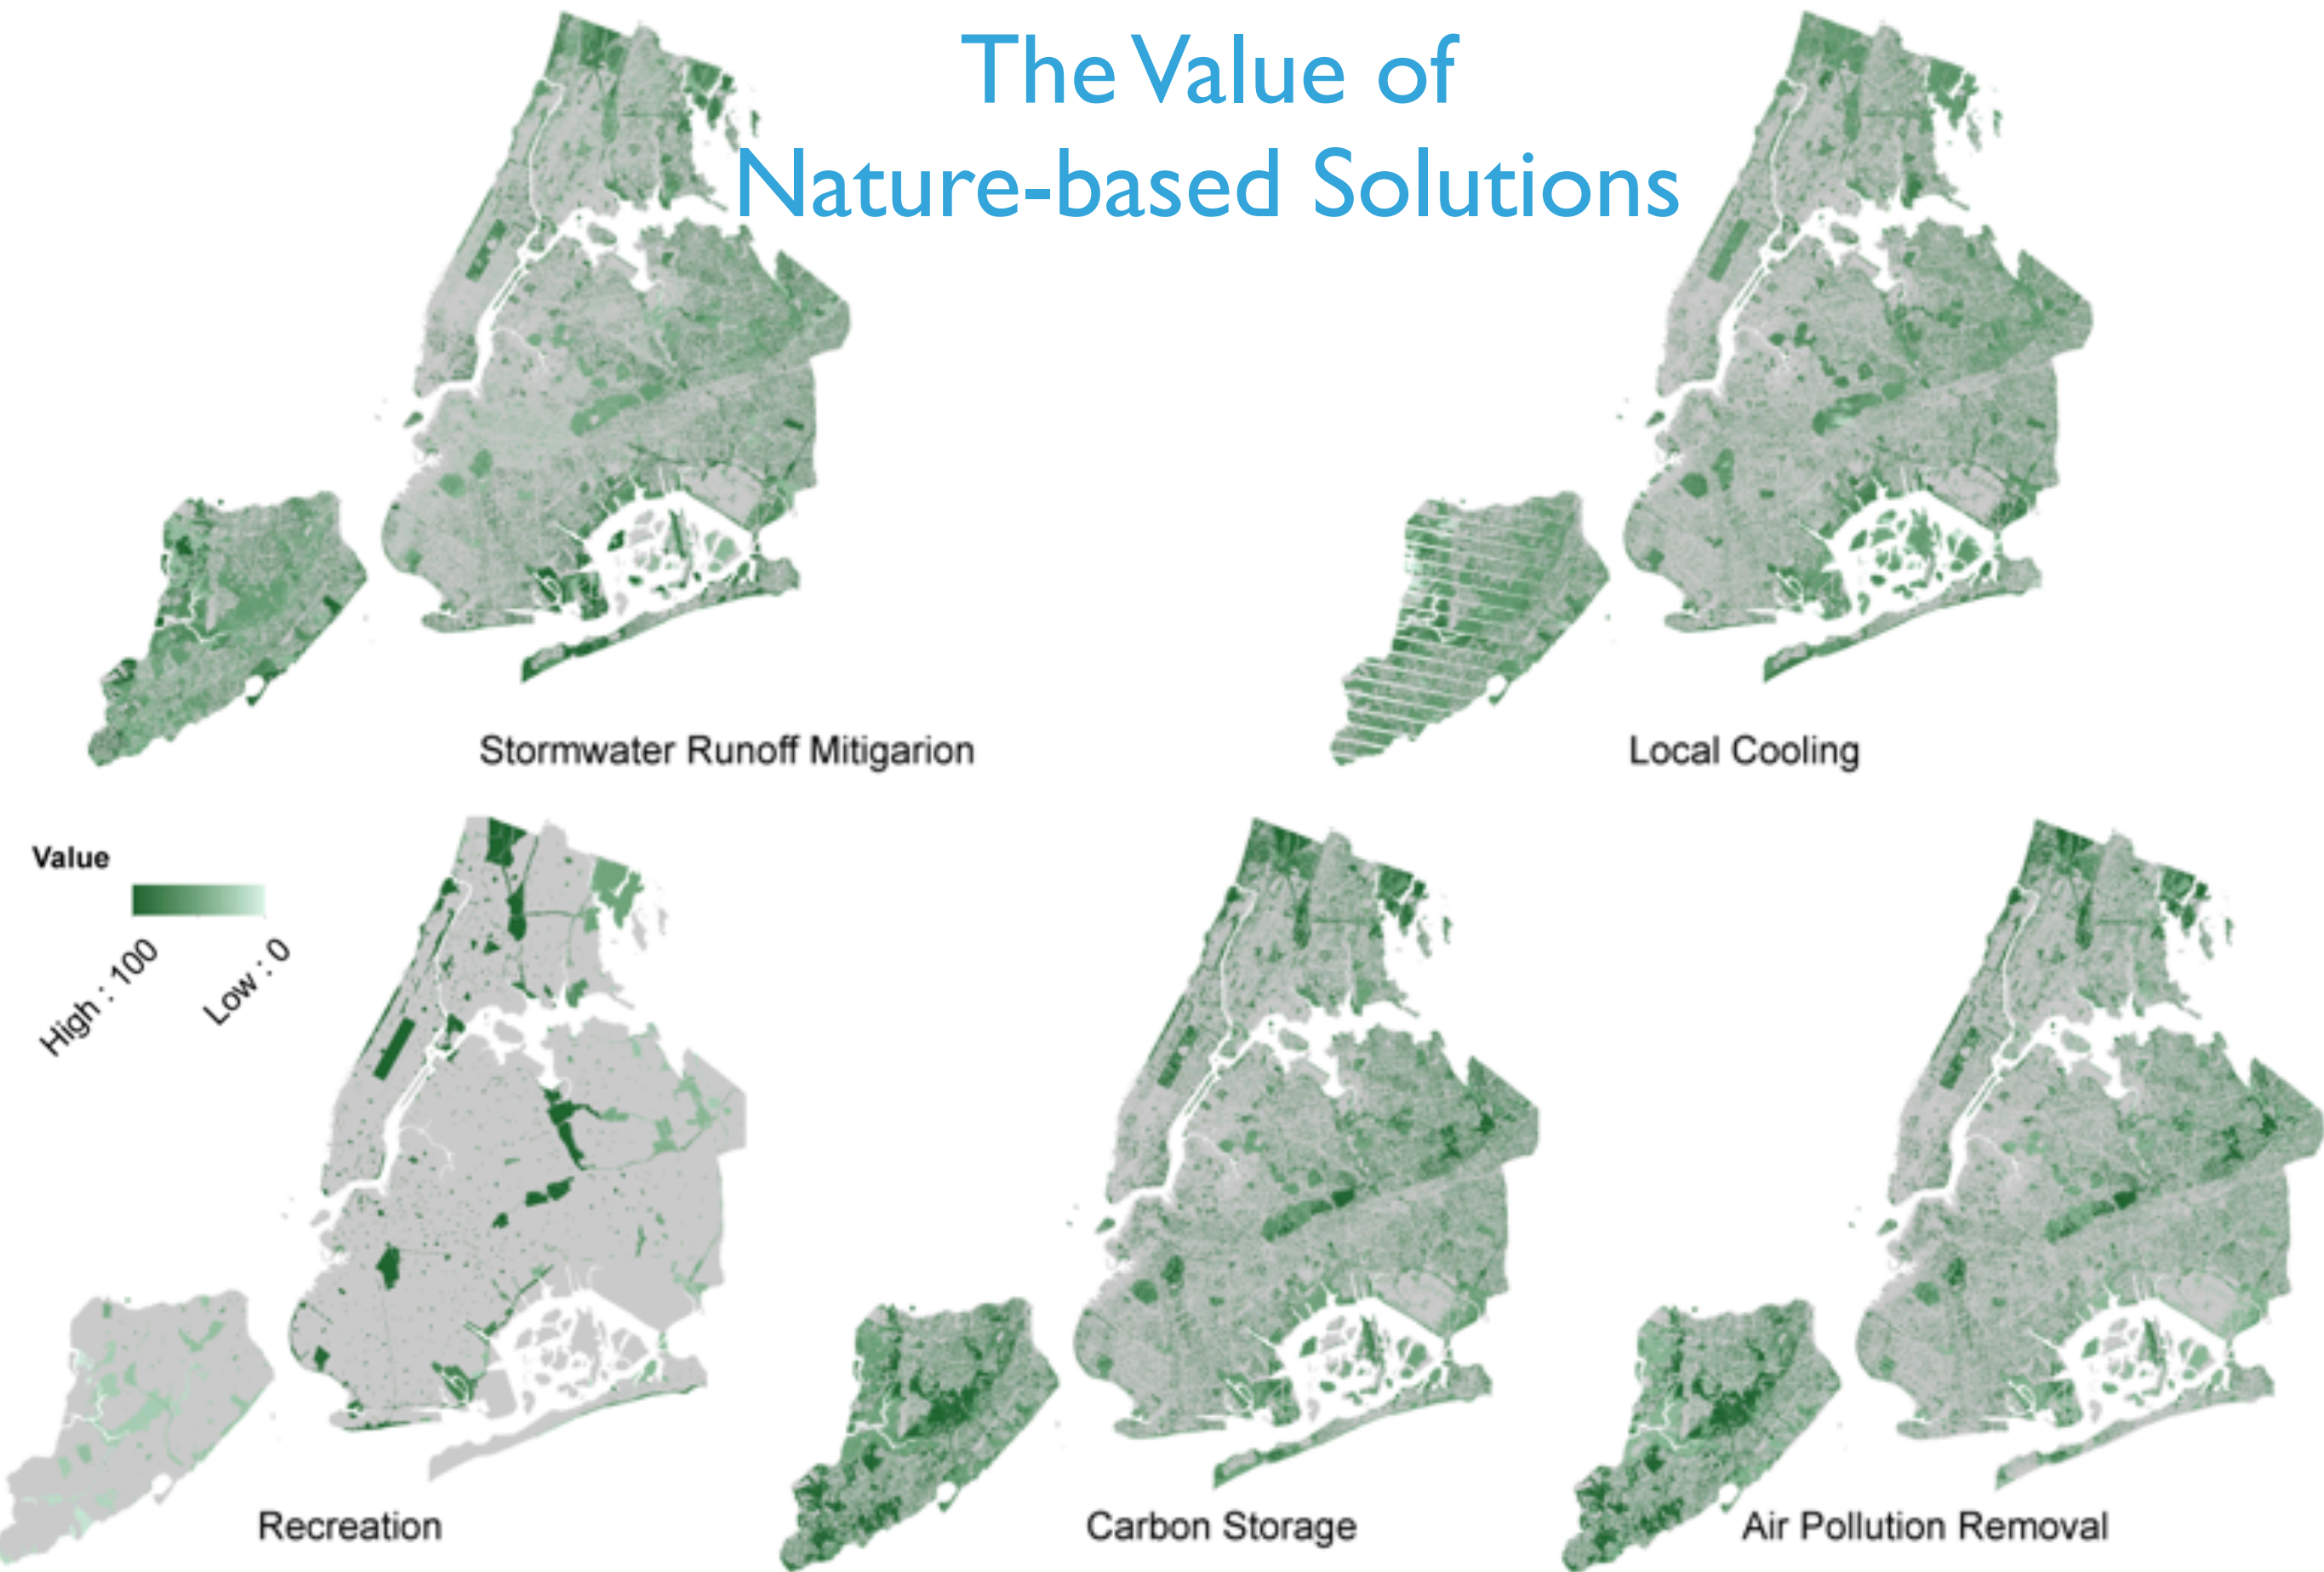 The Value of
Nature-based Solutions
Stormwater Runoff Mitigarion
Local Cooling
Value
High : 100
Low : 0
Recreation
Carbon Storage
Air Pollution Removal